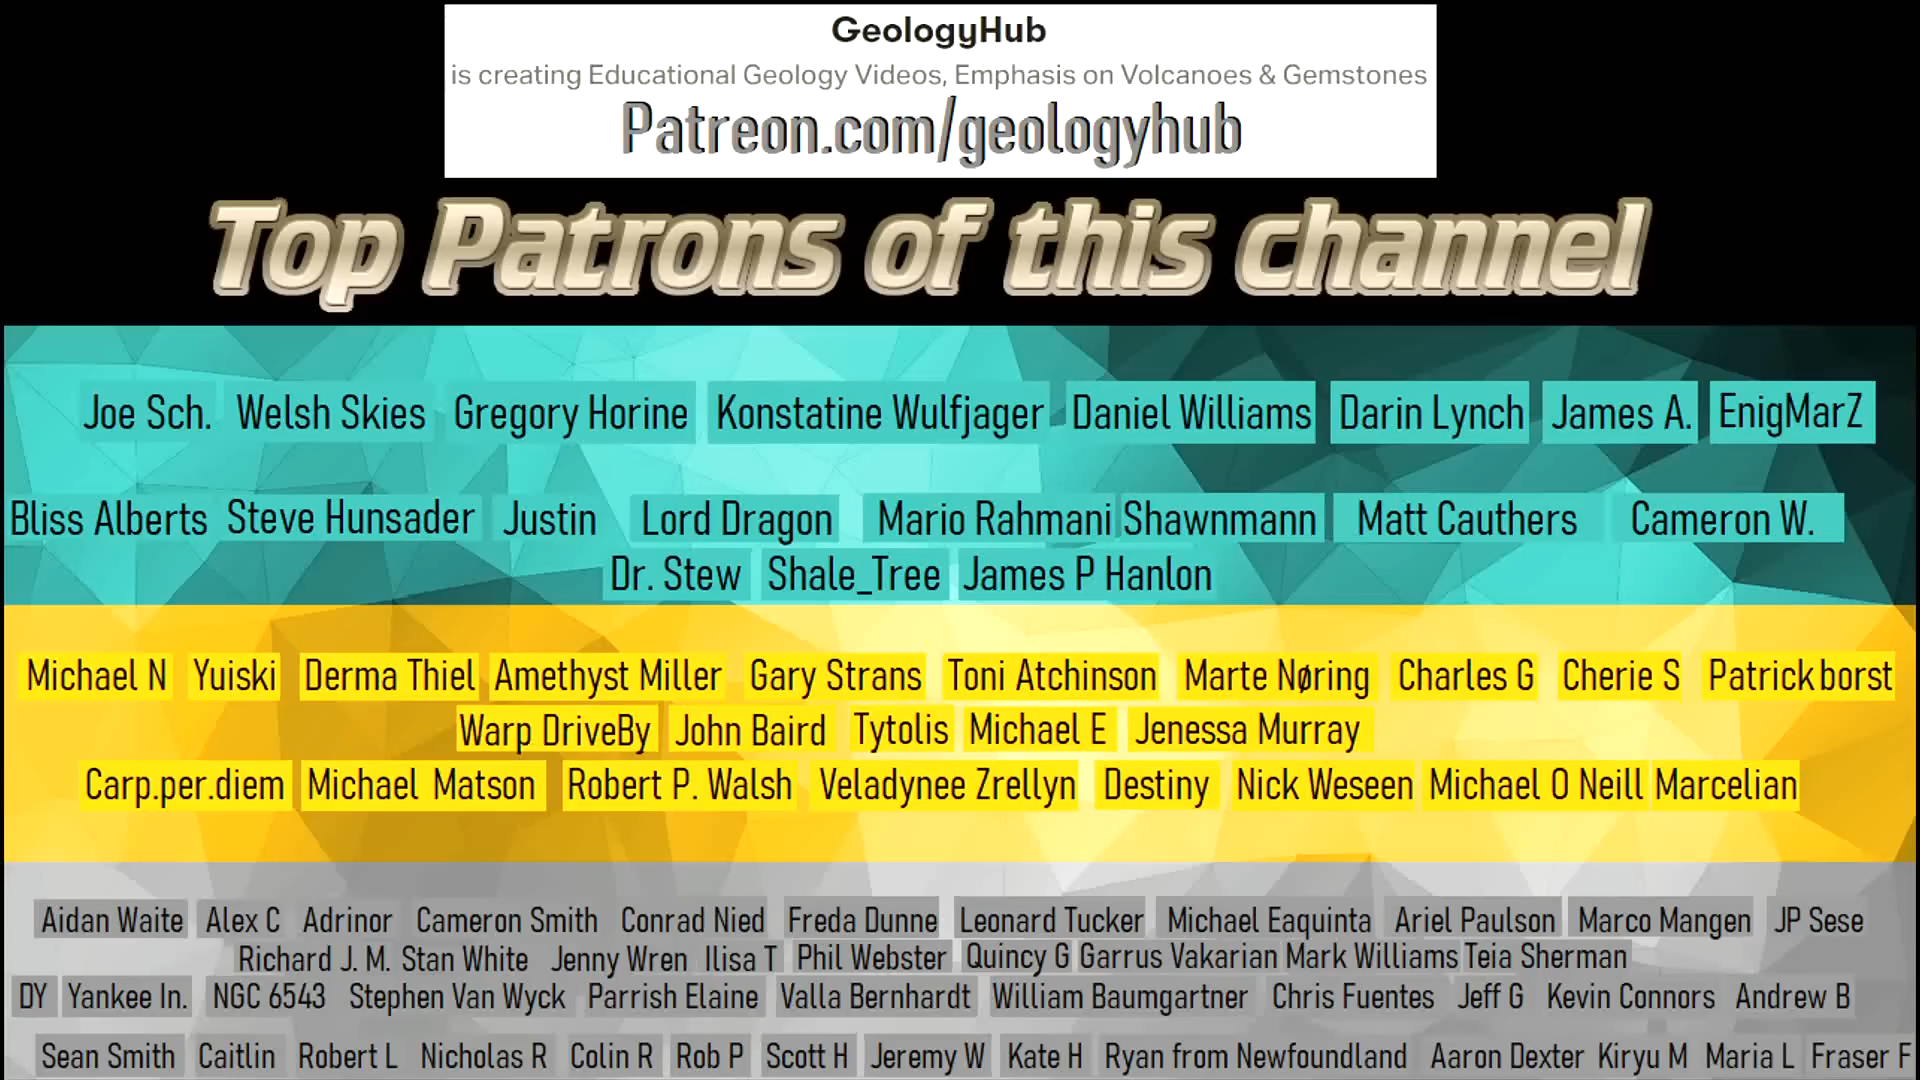 GeologyHub
is creating Educational Geology Videos, Emphasis on Volcanoes & Gemstones
Patreon.com/geologyhub
Top Patrons of this channel
Joe Sch. Welsh Skies Gregory Horine Konstatine Wulfjager Daniel Williams Darin Lynch James A. EnigMarZ
Bliss Alberts Steve Hunsader Justin Lord Dragon Mario Rahmani Shawnmann Matt Cauthers Cameron W.
Dr. Stew Shale_Tree James P Hanlon
Michael N Yuiski Derma Thiel Amethyst Miller Gary Strans Toni Atchinson Marte Nøring Charles G Cherie S Patrick borst
Warp DriveBy John Baird Tytolis Michael E Jenessa Murray
Carp.per.diem Michael Matson Robert P. Walsh Veladynee Zrellyn Destiny Nick Weseen Michael O Neill Marcelian
Aidan Waite Alex C Adrinor Cameron Smith Conrad Nied Freda Dunne Leonard Tucker Michael Eaquinta Ariel Paulson Marco Mangen JP Sese
Richard J. M. Stan White Jenny Wren Ilisa T Phil Webster Quincy G Garrus Vakarian Mark Williams Teia Sherman
DY Yankee In. NGC 6543 Stephen Van Wyck Parrish Elaine Valla Bernhardt William Baumgartner Chris Fuentes Jeff G Kevin Connors Andrew B
Sean Smith Caitlin Robert L Nicholas R Colin R Rob P Scott H Jeremy W Kate H Ryan from Newfoundland Aaron Dexter Kiryu M Maria L Fraser F